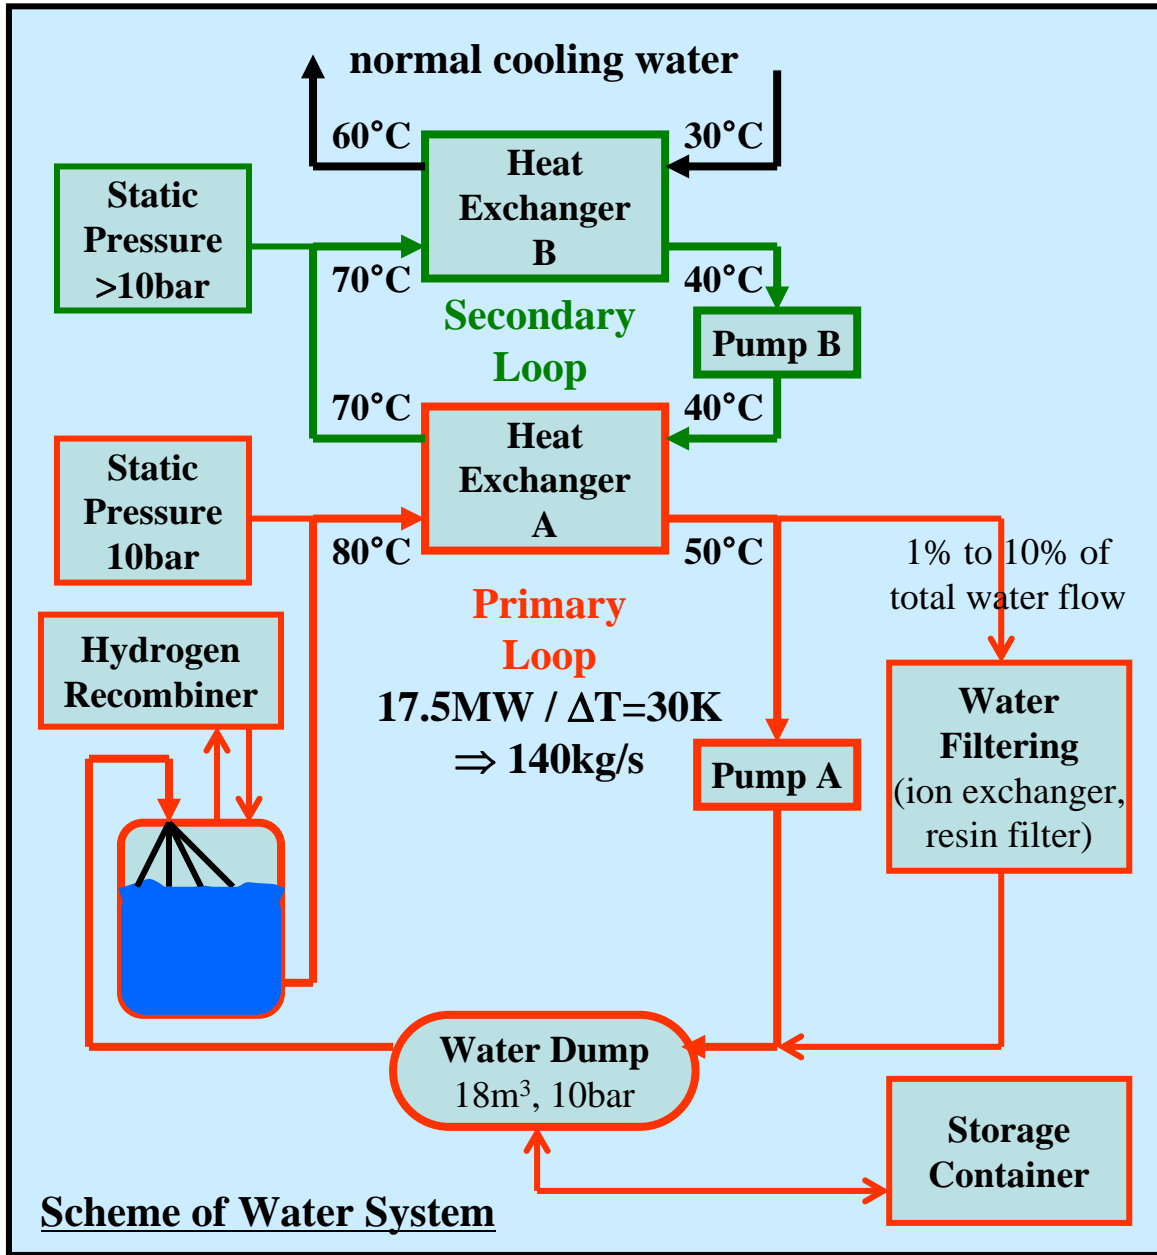 normal cooling water
60°C
30°C
Heat
Exchanger
B
Static
Pressure
>10bar
70°C
40°C
Secondary
Loop
Pump B
70°C
40°C
Heat
Exchanger
A
Static
Pressure
10bar
80°C
50°C
1% to 10% of
total water flow
Primary
Loop
17.5MW / ΔT=30K
⇒ 140kg/s
Hydrogen
Recombiner
Pump A
Water
Filtering
(ion exchanger,
resin filter)
Water Dump
18m³, 10bar
Storage
Container
Scheme of Water System